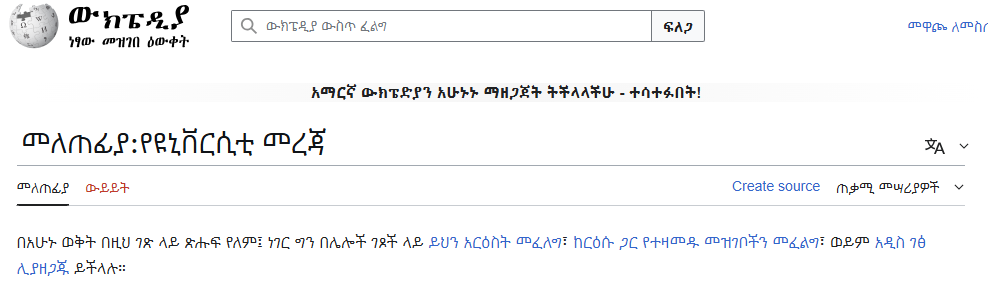 ውክፔዲያ
ነፃው መዝገበ ዕውቀት
ውክፔዲያ ውስጥ ፈልግ
ፍለጋ
መዋጮ ለመስ
አማርኛ ውክፔድያን አሁኑኑ ማዘጋጀት ትችላላችሁ - ተሳተፉበት!
መለጠፊያ:የዩኒቨርሲቲ መረጃ
መለጠፊያ ውይይት
Create source ጠቃሚ መሣሪያዎች
በአሁኑ ወቅት በዚህ ገጽ ላይ ጽሑፍ የለም፤ ነገር ግን በሌሎች ገጾች ላይ ይህን አርዕስት መፈለግ፣ ከርዕሱ ጋር የተዛመዱ መዝገቦችን መፈልግ፣ ወይም አዲስ ገፅ
ሊያዘጋጁ ይችላሉ።